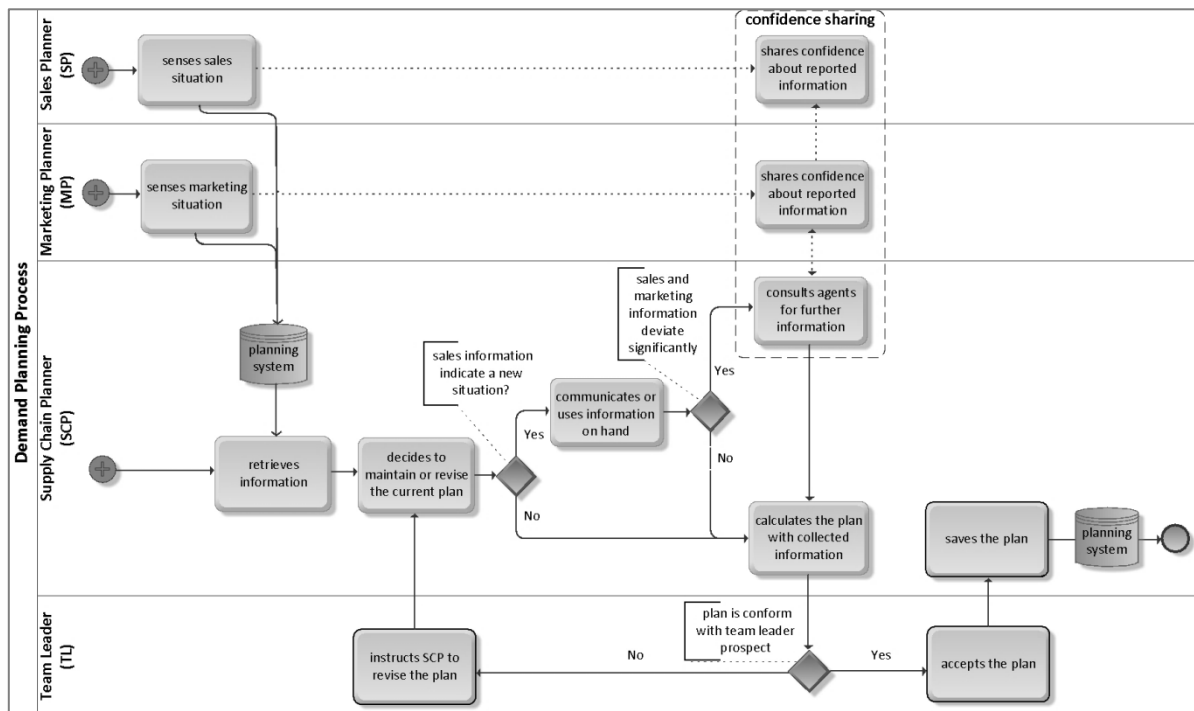 Demand Planning Process
Sales Planner
(SP)
senses sales
situation
confidence sharing
shares confidence
about reported
information
Marketing Planner
(MP)
senses marketing
situation
shares confidence
about reported
information
Supply Chain Planner
(SCP)
planning
system
retrieves
information
decides to
maintain or revise
the current plan
sales information
indicate a new
situation?
Yes
No
communicates or
uses information
on hand
sales and
marketing
information
deviate
significantly
Yes
No
consults agents
for further
information
calculates the plan
with collected
information
saves the plan
planning
system
Team Leader
(TL)
instructs SCP to
revise the plan
No
plan is conform
with team leader
prospect
Yes
accepts the plan